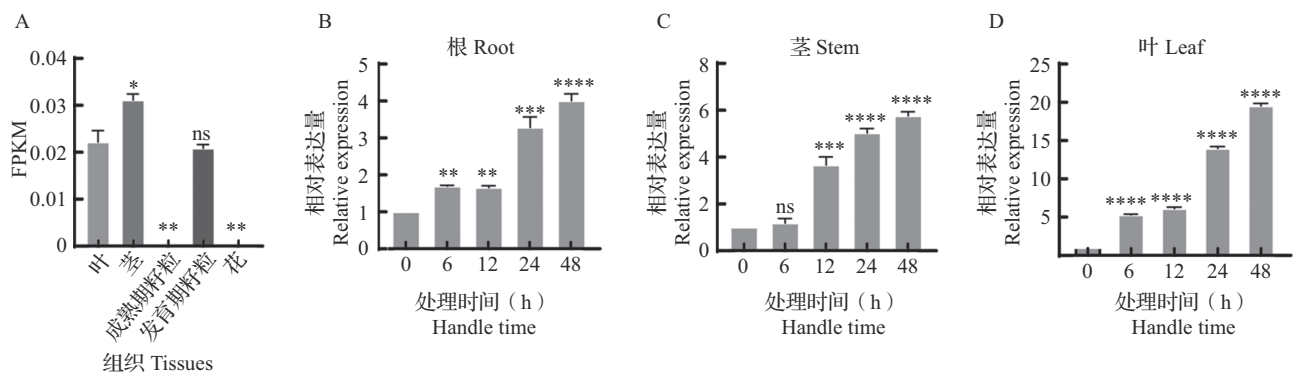 A
FPKM
0.04
0.03
0.02
0.01
0
*
**
ns
**
叶
茎
成熟期籽粒
发育期籽粒
花
组织 Tissues
B
根 Root
相对表达量
Relative expression
5
4
3
2
1
0
**
**
***
****
0 6 12 24 48
处理时间（h）
Handle time
C
茎 Stem
相对表达量
Relative expression
8
6
4
2
0
ns
***
****
****
0 6 12 24 48
处理时间（h）
Handle time
D
叶 Leaf
相对表达量
Relative expression
25
20
15
10
5
****
****
****
****
0 6 12 24 48
处理时间（h）
Handle time